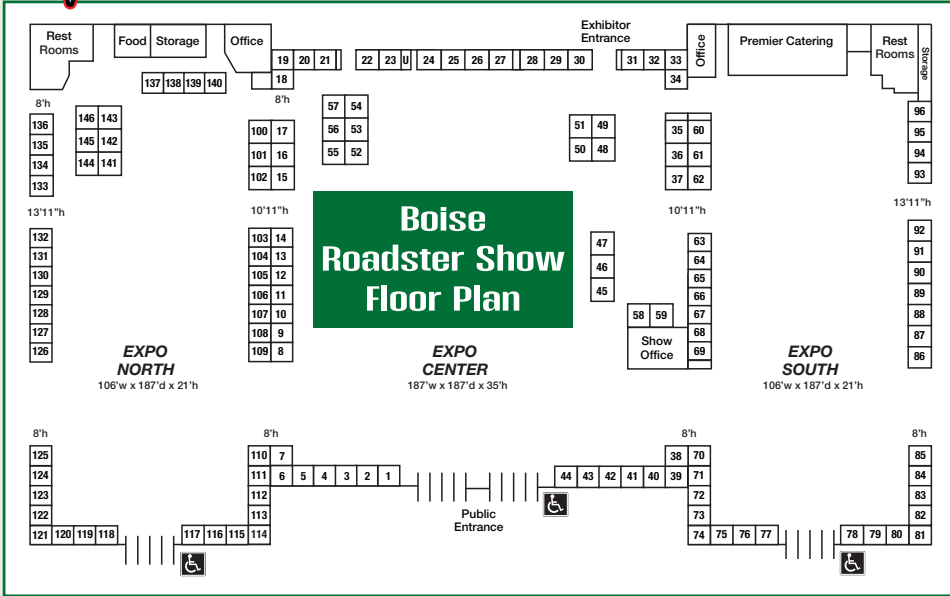 Rest
Rooms
Food
Storage
Office
Exhibitor
Entrance
Office
Premier Catering
Rest
Rooms
Storage
19 20 21
22 23 U 24 25 26 27 28 29 30
31 32 33
18
34
8'h
137 138 139 140
8'h
136
135
134
133
146 143
145 142
144 141
100 17
101 16
102 15
57 54
56 53
55 52
51 49
50 48
35 60
36 61
37 62
96
95
94
93
13'11"h
10'11"h
10'11"h
13'11"h
Boise
Roadster Show
Floor Plan
132
131
130
129
128
127
126
103 14
104 13
105 12
106 11
107 10
108 9
109 8
47
46
45
58 59
Show
Office
63
64
65
66
67
68
69
92
91
90
89
88
87
86
EXPO
NORTH
106'w x 187'd x 21'h
EXPO
CENTER
187'w x 187'd x 35'h
EXPO
SOUTH
106'w x 187'd x 21'h
8'h
8'h
8'h
8'h
125
124
123
122
121 120 119 118
117 116 115 114
110 7
111 6 5 4 3 2 1
112
113
Public
Entrance
44 43 42 41 40 39
38 70
71
72
73
74 75 76 77
78 79 80 81
85
84
83
82